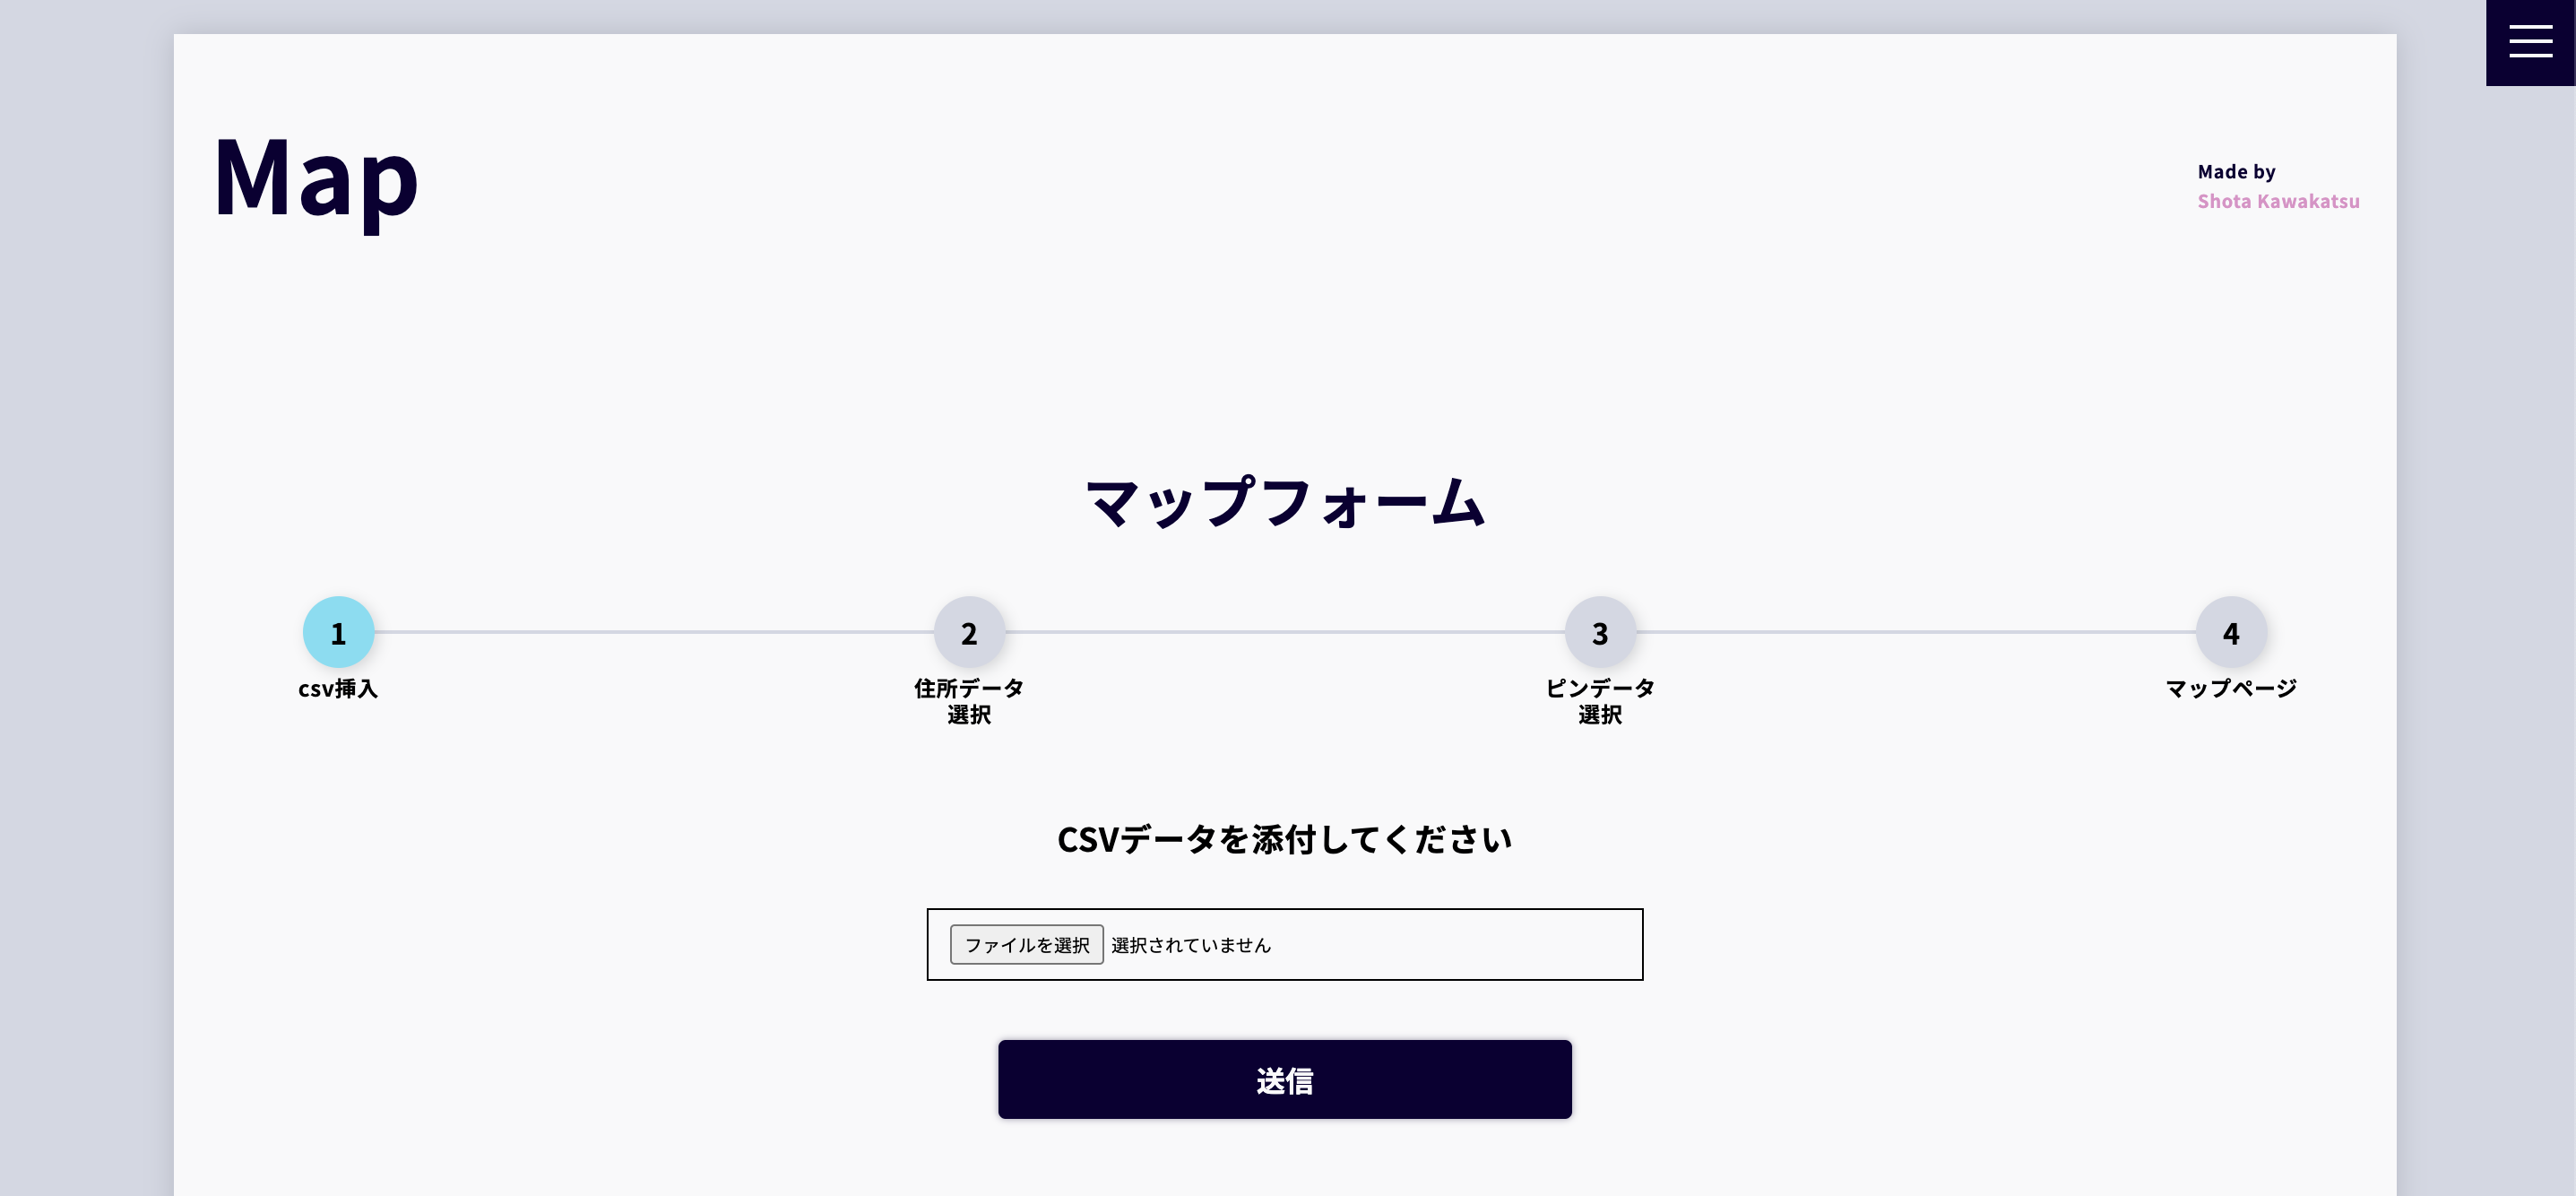 Map
Made by
Shota Kawakatsu
マップフォーム
1
2
3
4
csv挿入
住所データ
選択
ピンデータ
選択
マップページ
CSVデータを添付してください
ファイルを選択 選択されていません
送信